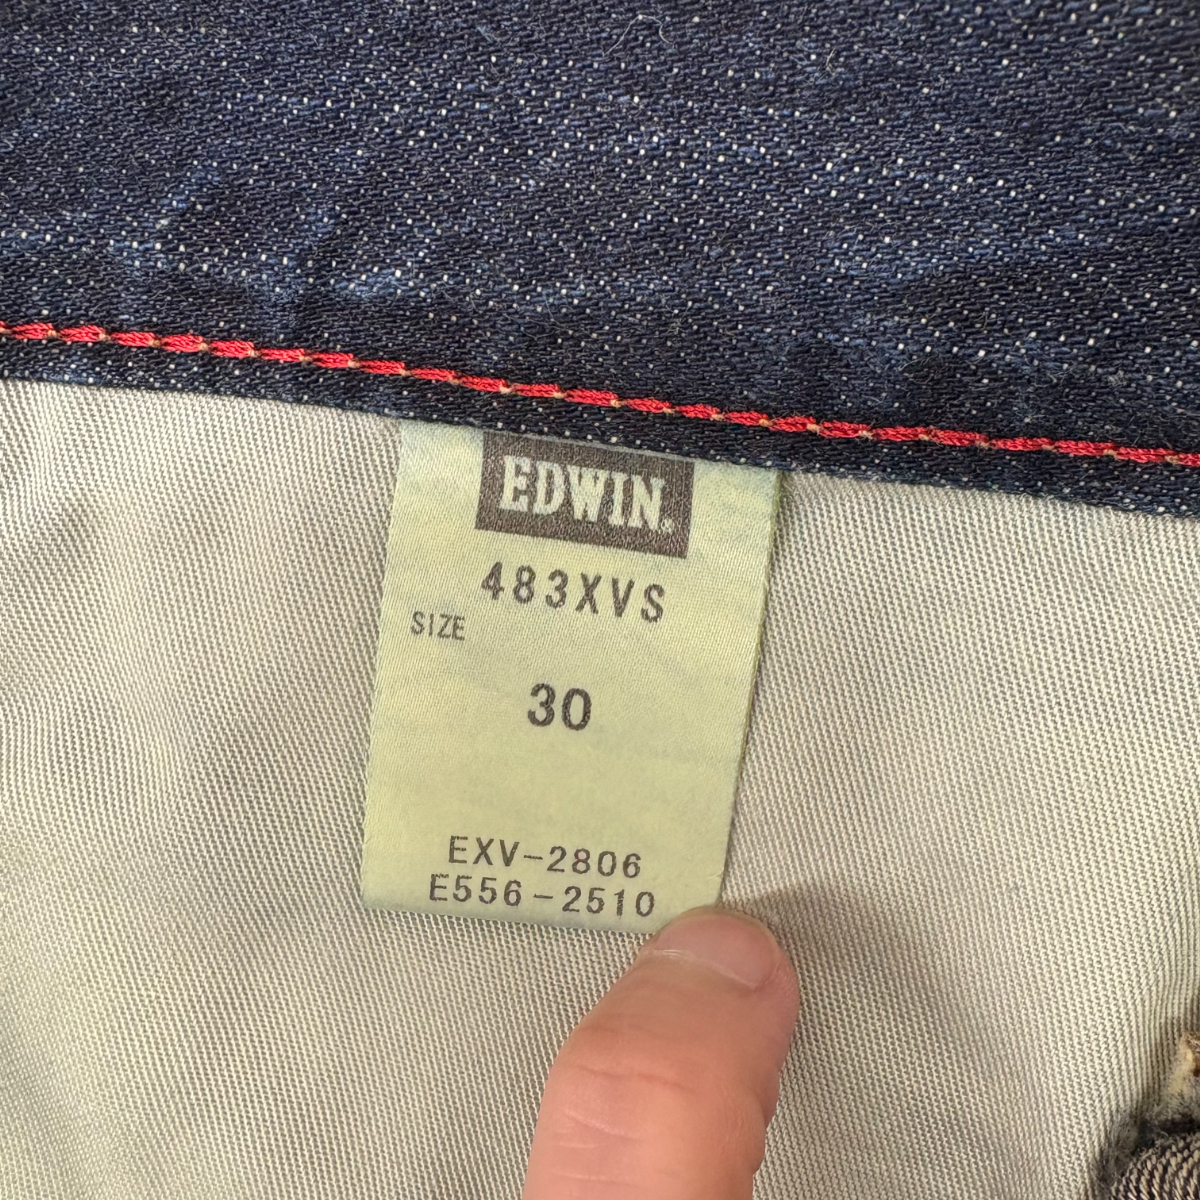 EDWIN.
483XVS
SIZE
30
EXV-2806
E556-2510